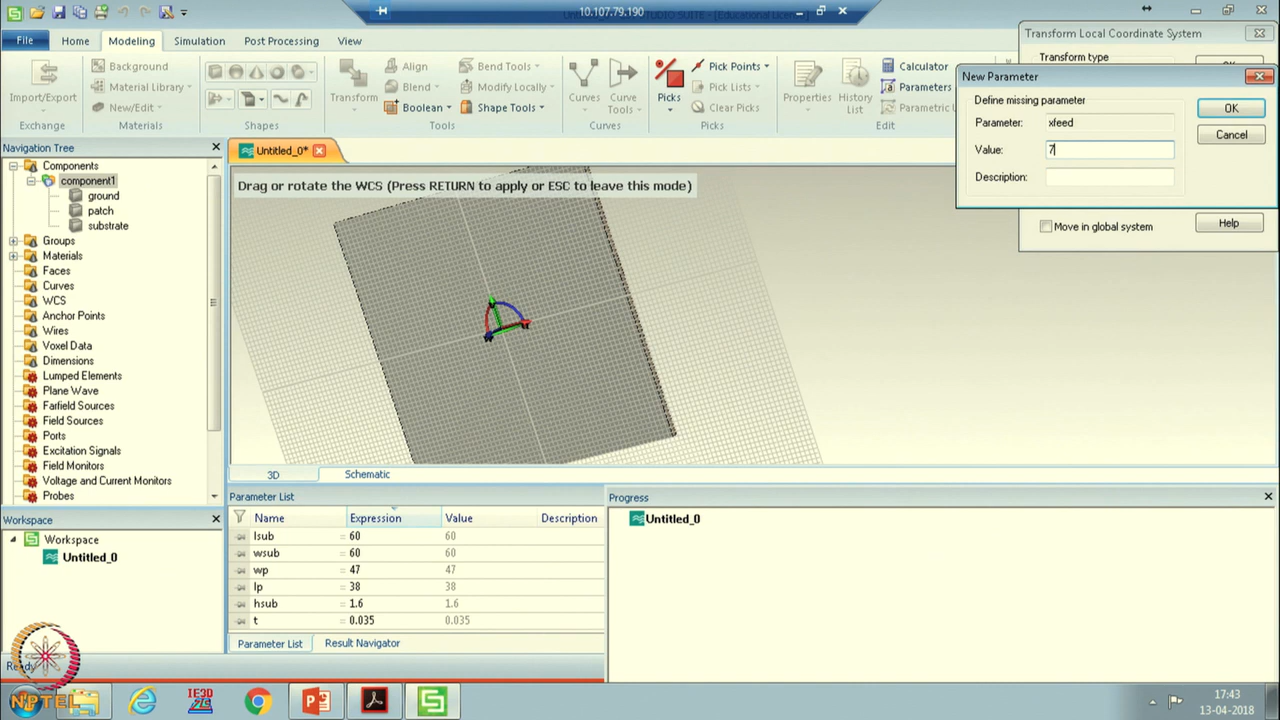 10.107.79.190
File
Home
Modeling
Simulation
Post Processing
View
Import/Export
Exchange
Background
Material Library
New/Edit
Materials
Shapes
Transform
Align
Blend
Boolean
Bend Tools
Modify Locally
Shape Tools
Tools
Curves
Curve
Tools
Curves
Picks
Pick Points
Pick Lists
Clear Picks
Picks
Properties
History
List
Calculator
Parameters
Parametric
Edit
Transform Local Coordinate System
Transform type
New Parameter
Define missing parameter
Parameter: xfeed
Value: 7
Description:
OK
Cancel
Move in global system
Help
Navigation Tree
Components
component1
ground
patch
substrate
Groups
Materials
Faces
Curves
WCS
Anchor Points
Wires
Voxel Data
Dimensions
Lumped Elements
Plane Wave
Farfield Sources
Field Sources
Ports
Excitation Signals
Field Monitors
Voltage and Current Monitors
Probes
Untitled_0*
Drag or rotate the WCS (Press RETURN to apply or ESC to leave this mode)
3D
Schematic
Workspace
Workspace
Untitled_0
Parameter List
Name Expression Value Description
lsub = 60 60
wsub = 60 60
wp = 47 47
lp = 38 38
hsub = 1.6 1.6
t = 0.035 0.035
Parameter List
Result Navigator
Progress
Untitled_0
NPTEL
IE3D
17:43
13-04-2018